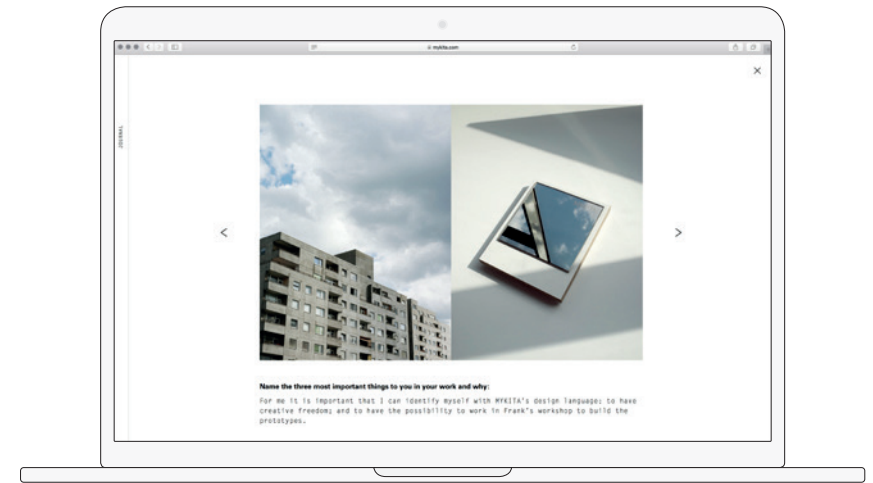 mykita.com
JOURNAL
Name the three most important things to you in your work and why:
For me it is important that I can identify myself with MYKITA's design language; to have
creative freedom; and to have the possibility to work in Frank's workshop to build the
prototypes.